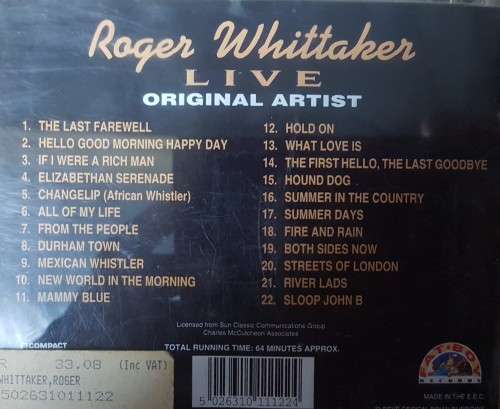 Roger Whittaker
LIVE
ORIGINAL ARTIST
1. THE LAST FAREWELL
2. HELLO GOOD MORNING HAPPY DAY
3. IF I WERE A RICH MAN
4. ELIZABETHAN SERENADE
5. CHANGELIP (African Whistler)
6. ALL OF MY LIFE
7. FROM THE PEOPLE
8. DURHAM TOWN
9. MEXICAN WHISTLER
10. NEW WORLD IN THE MORNING
11. MAMMY BLUE
12. HOLD ON
13. WHAT LOVE IS
14. THE FIRST HELLO, THE LAST GOODBYE
15. HOUND DOG
16. SUMMER IN THE COUNTRY
17. SUMMER DAYS
18. FIRE AND RAIN
19. BOTH SIDES NOW
20. STREETS OF LONDON
21. RIVER LADS
22. SLOOP JOHN B
Licensed from Sun Classic Communications Group
Charles McCutcheon Associates
COMPACT
TOTAL RUNNING TIME: 64 MINUTES APPROX.
R 33.08 (Inc VAT)
WHITTAKER, ROGER
502631011122
5 026310 111224
RECORDS
MADE IN THE E.E.C.